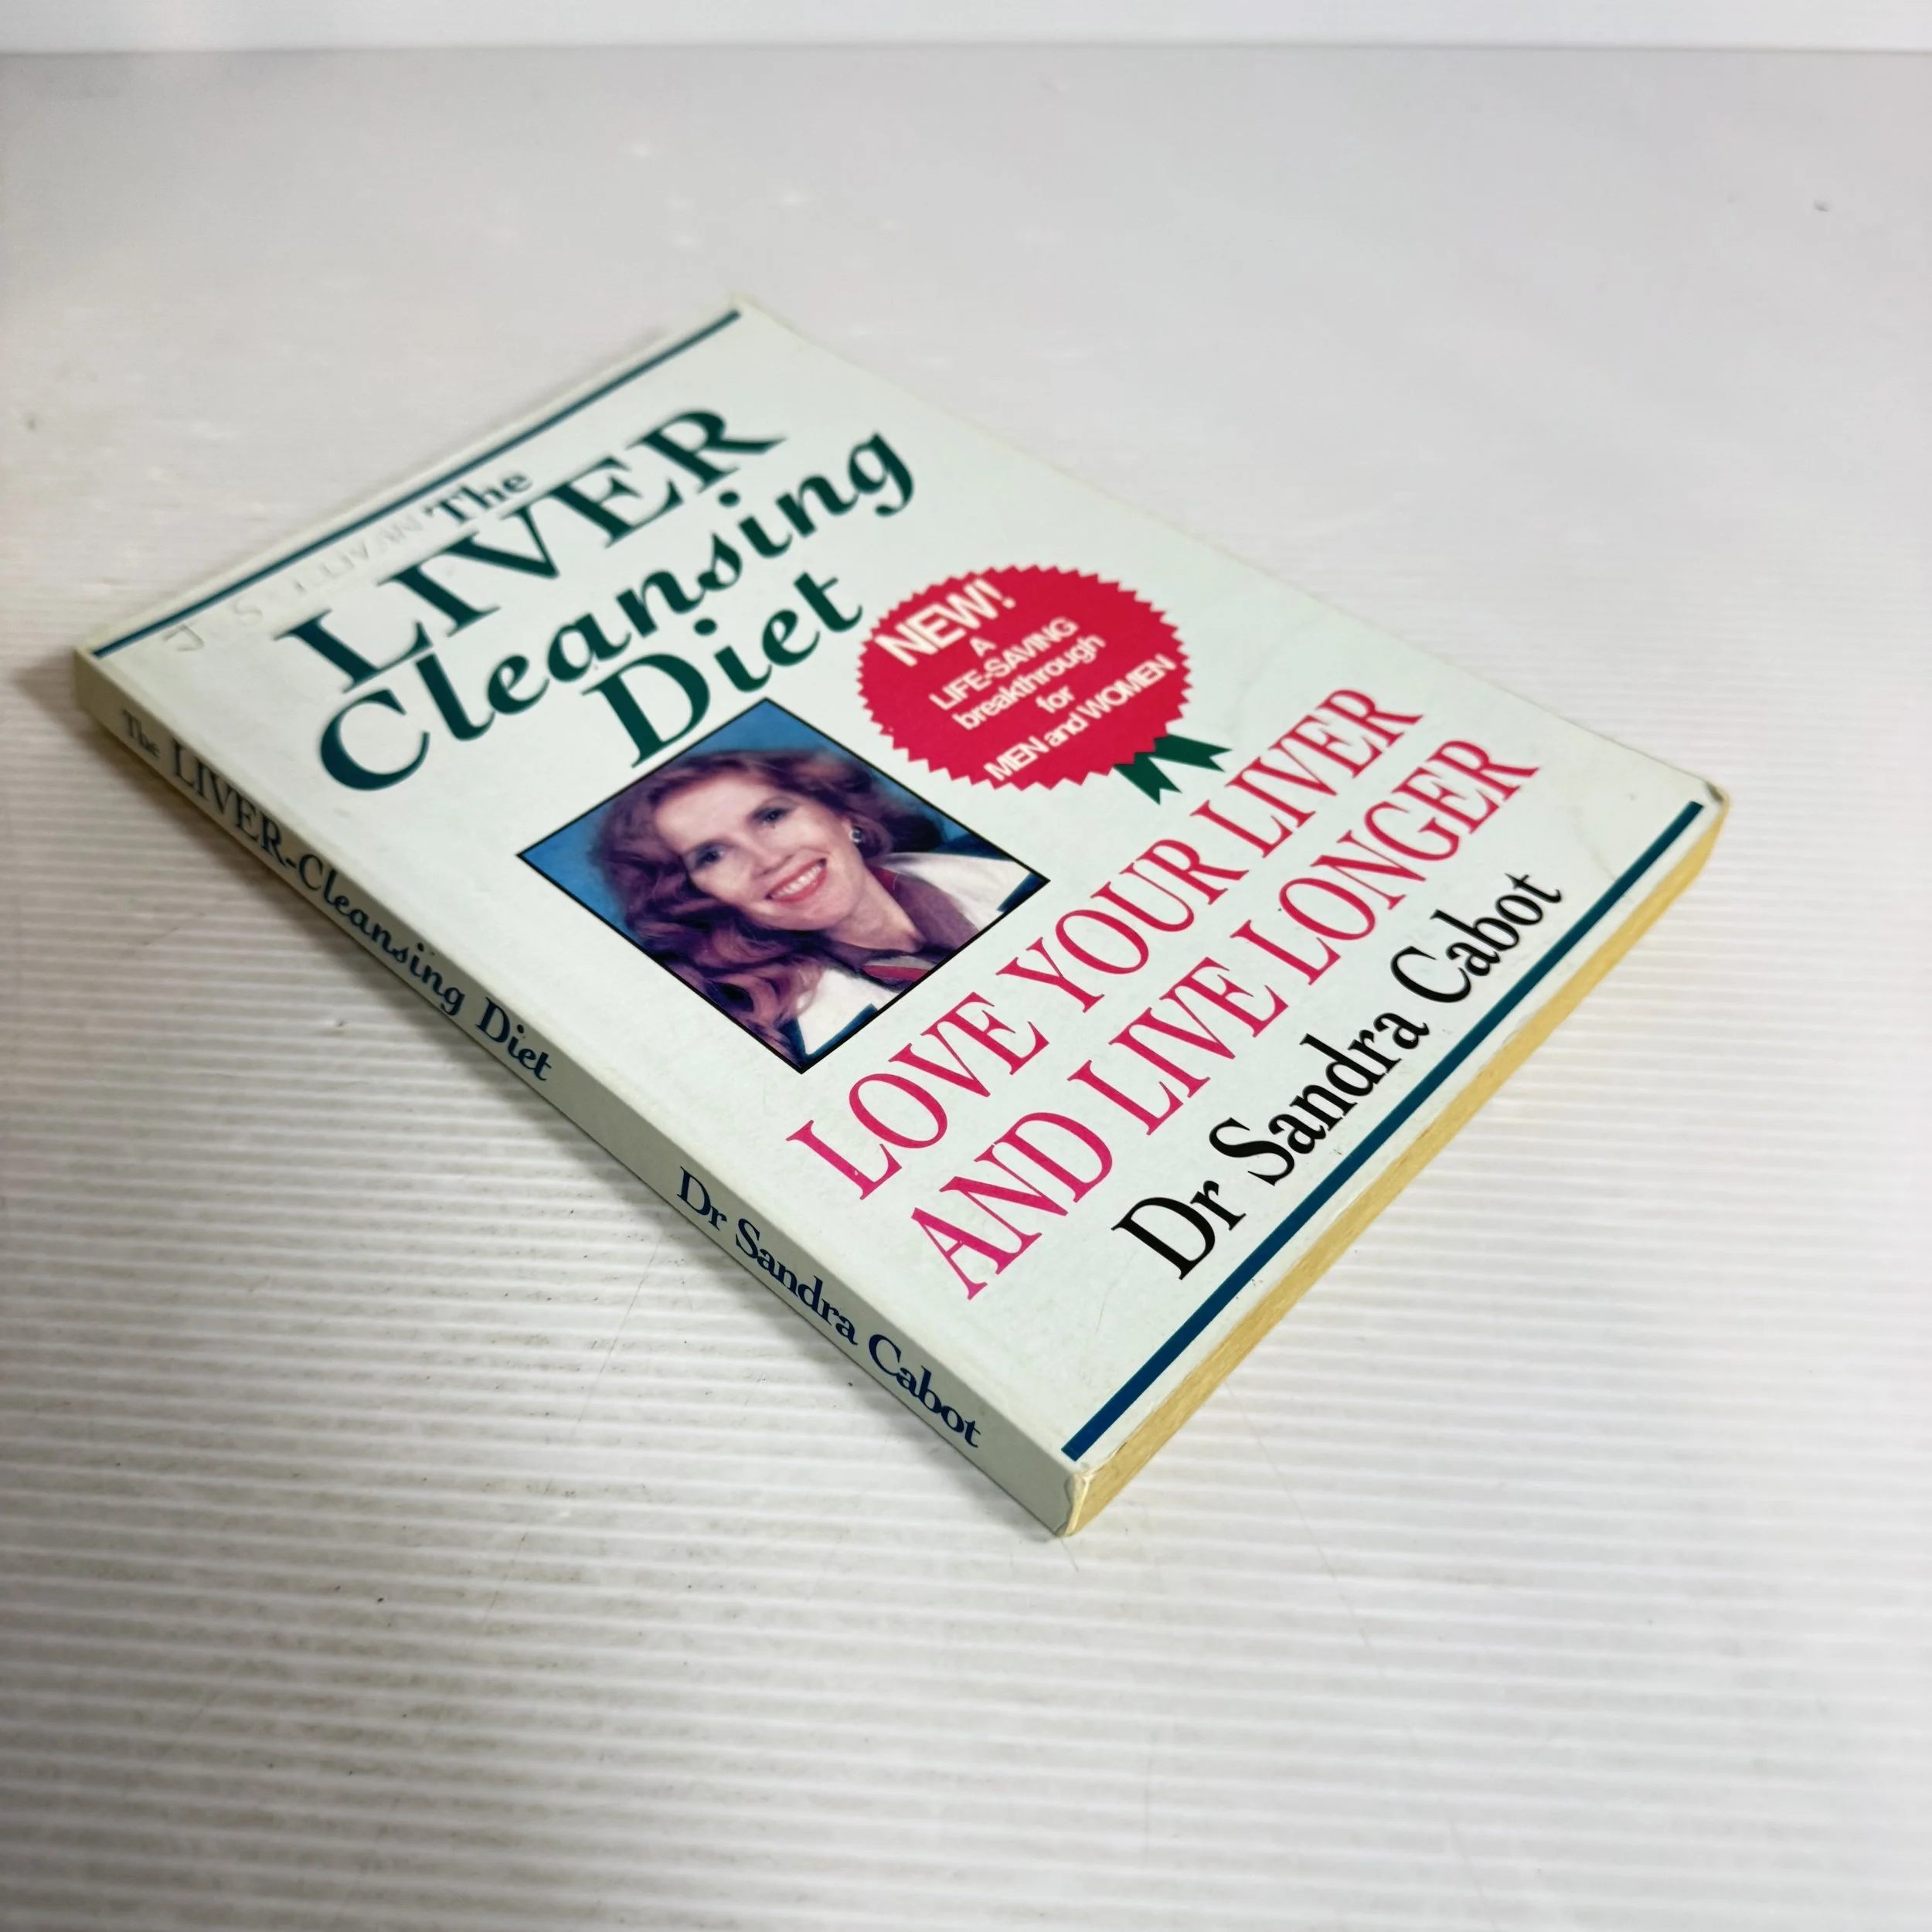 The
LIVER
Cleansing
Diet
NEW!
A
LIFE-SAVING
breakthrough
for
MEN and WOMEN
LOVE YOUR LIVER
AND LIVE LONGER
Dr Sandra Cabot
The LIVER-Cleansing Diet
Dr Sandra Cabot